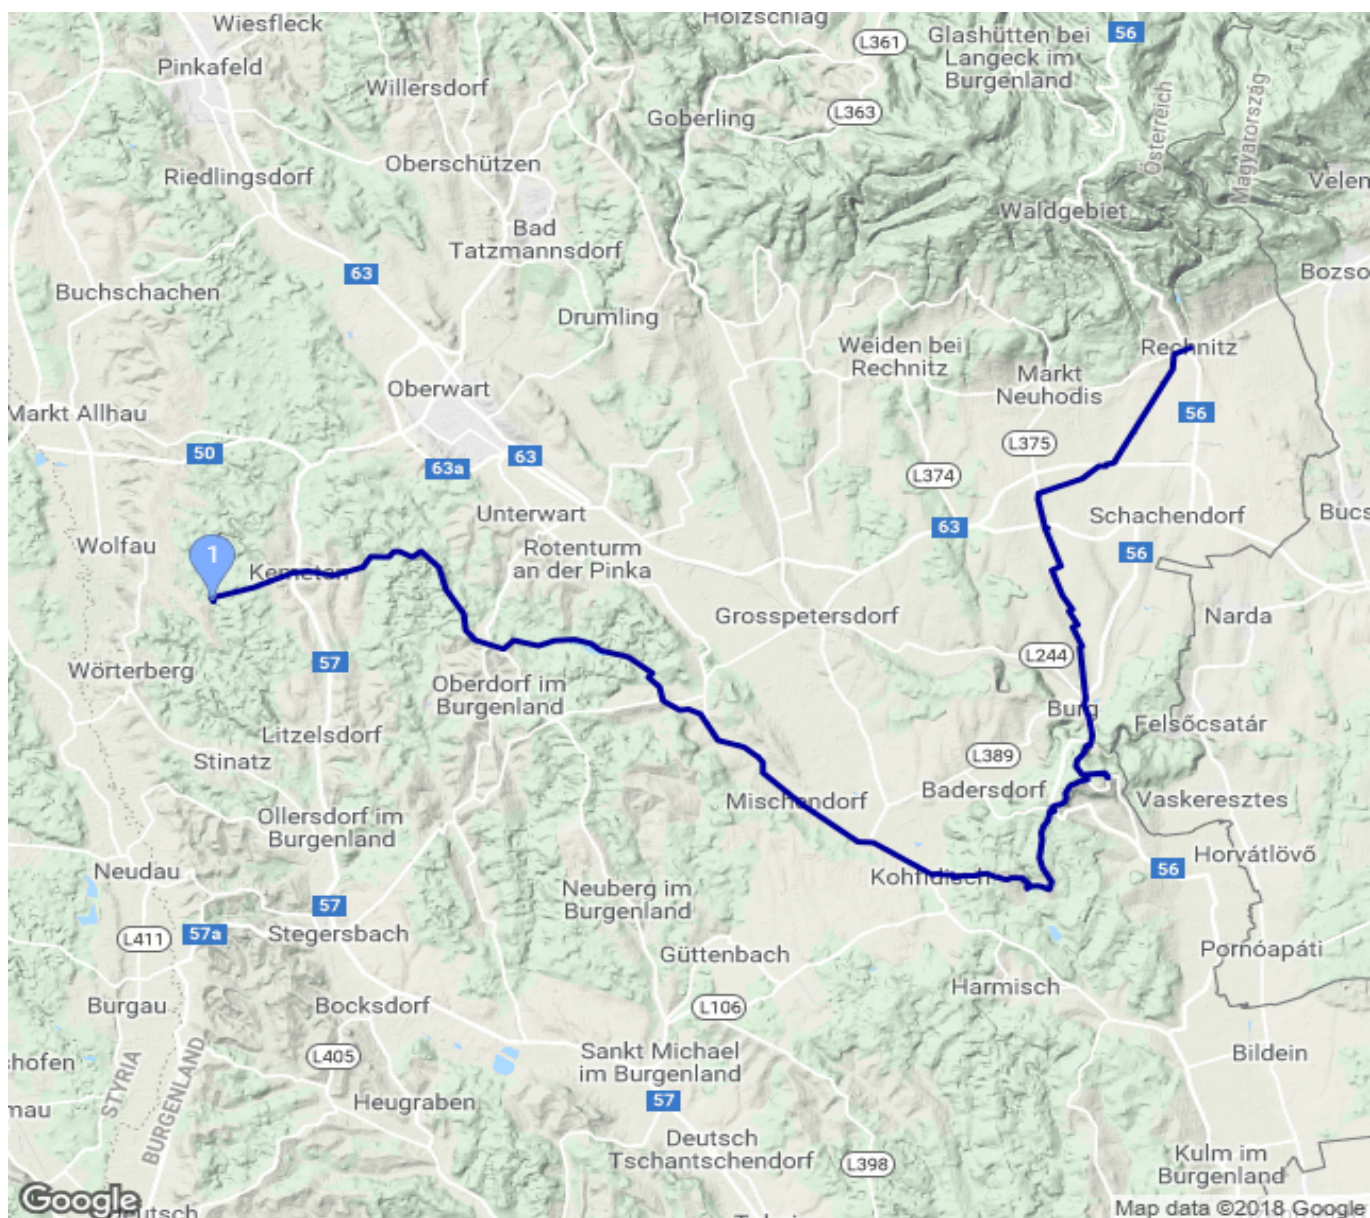 Wiesfleck
Holzschlag
L361
56
Glashütten bei
Langeck im
Burgenland
Pinkafeld
Willersdorf
L363
Goberling
Österreich
Magyarország
Oberschützen
Riedlingsdorf
Velem
Waldgebiet
Bad
Tatzmannsdorf
63
Bozso
Buchschachen
Drumling
Weiden bei
Rechnitz
Rechnitz
Markt
Neuhodis
Oberwart
Markt Allhau
56
50
63
63a
L375
L374
Unterwart
63
Schachendorf
Bucs
Wolfau
1
Rotenturm
an der Pinka
56
Kemeten
Grosspetersdorf
Narda
57
L244
Wörterberg
Oberdorf im
Burgenland
Burg
Felsőcsatár
Litzelsdorf
Stinatz
L389
Badersdorf
Mischendorf
Vaskeresztes
Ollersdorf im
Burgenland
Horvátlövő
56
Neudau
Kohfidisch
Neuberg im
Burgenland
57
57a
L411
Stegersbach
Güttenbach
Pornóapáti
Harmisch
Burgau
Bocksdorf
L106
Sankt Michael
im Burgenland
Bildein
shofen
L405
STYRIA
BURGENLAND
Heugraben
57
mau
Deutsch
Tschantschendorf
L398
Kulm im
Burgenland
Google
Deutsch
Map data ©2018 Google